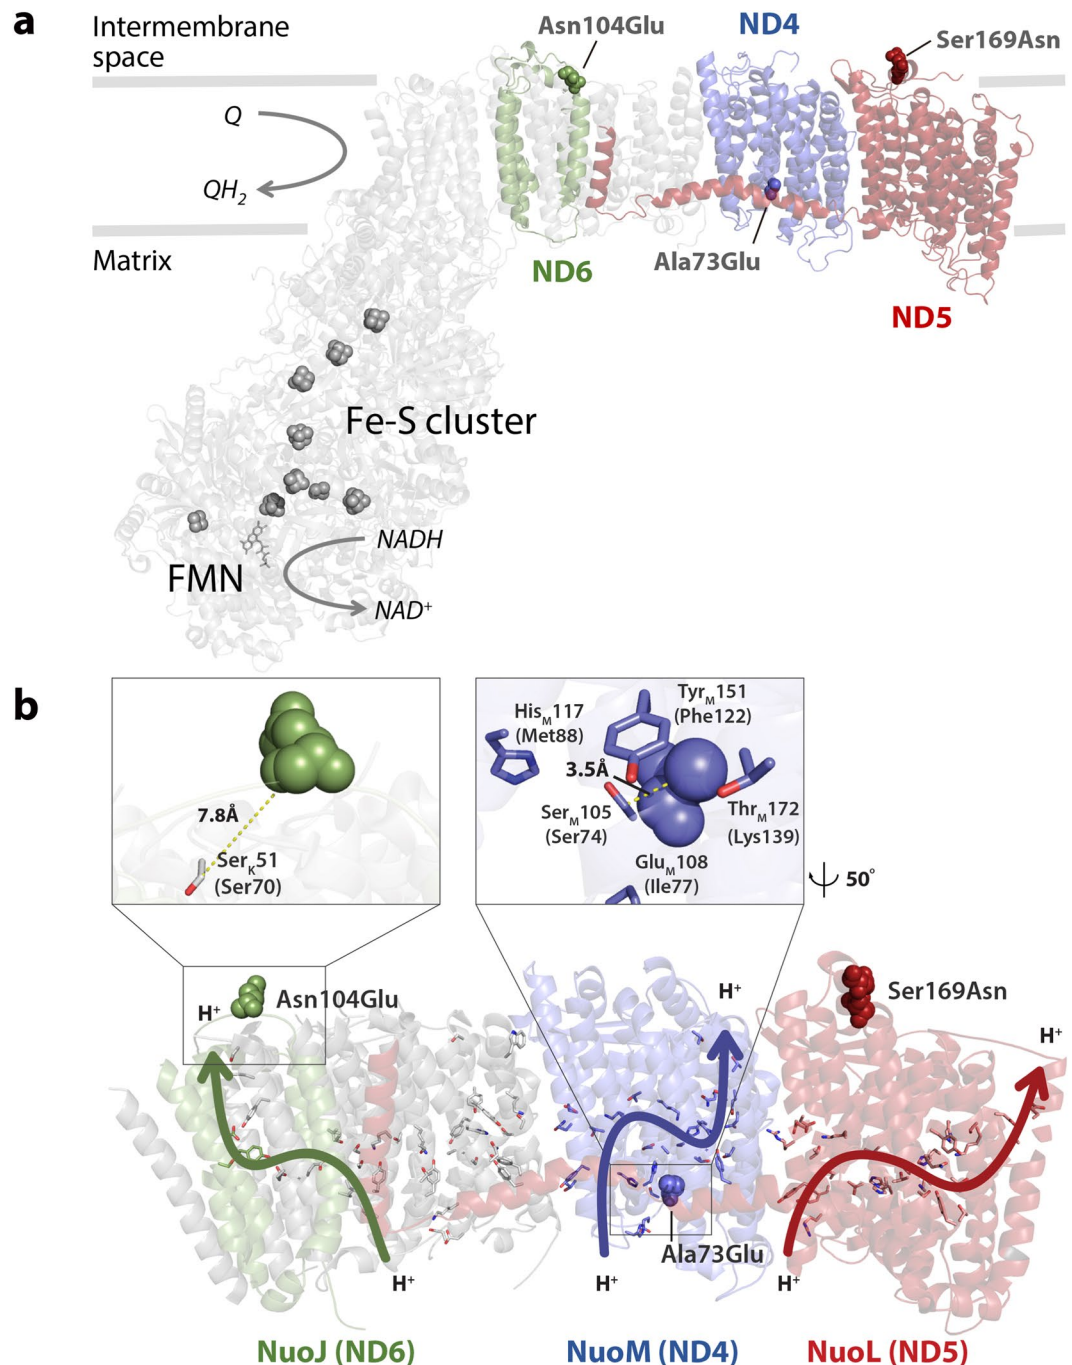 a
Intermembrane
space
Asn104Glu
ND4
Ser169Asn
Q
QH2
Matrix
ND6
Ala73Glu
ND5
Fe-S cluster
NADH
FMN
NAD+
b
7.8Å
SerK51
(Ser70)
TyrM151
(Phe122)
HisM117
(Met88)
3.5Å
SerM105
(Ser74)
ThrM172
(Lys139)
GluM108
(Ile77)
50°
H+
Asn104Glu
H+
Ser169Asn
H+
Ala73Glu
H+
H+
H+
NuoJ (ND6)
NuoM (ND4)
NuoL (ND5)